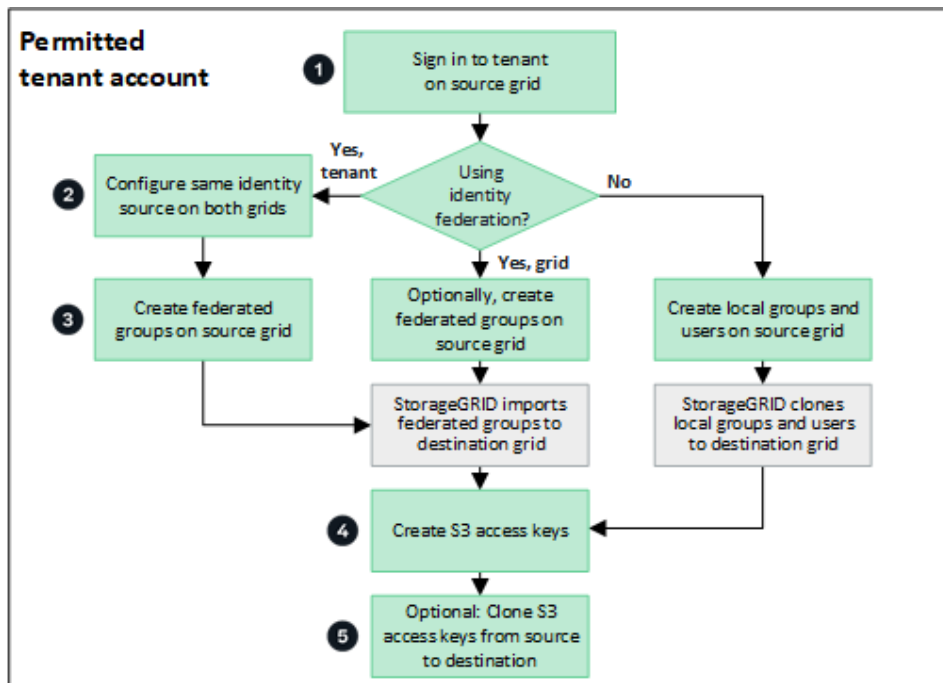 Permitted
tenant account
1
Sign in to tenant
on source grid
Yes,
tenant
Using
identity
federation?
No
2
Configure same identity
source on both grids
Yes, grid
3
Create federated
groups on source grid
Optionally, create
federated groups on
source grid
Create local groups and
users on source grid
StorageGRID imports
federated groups to
destination grid
StorageGRID clones
local groups and users
to destination grid
4
Create S3 access keys
5
Optional: Clone S3
access keys from source
to destination